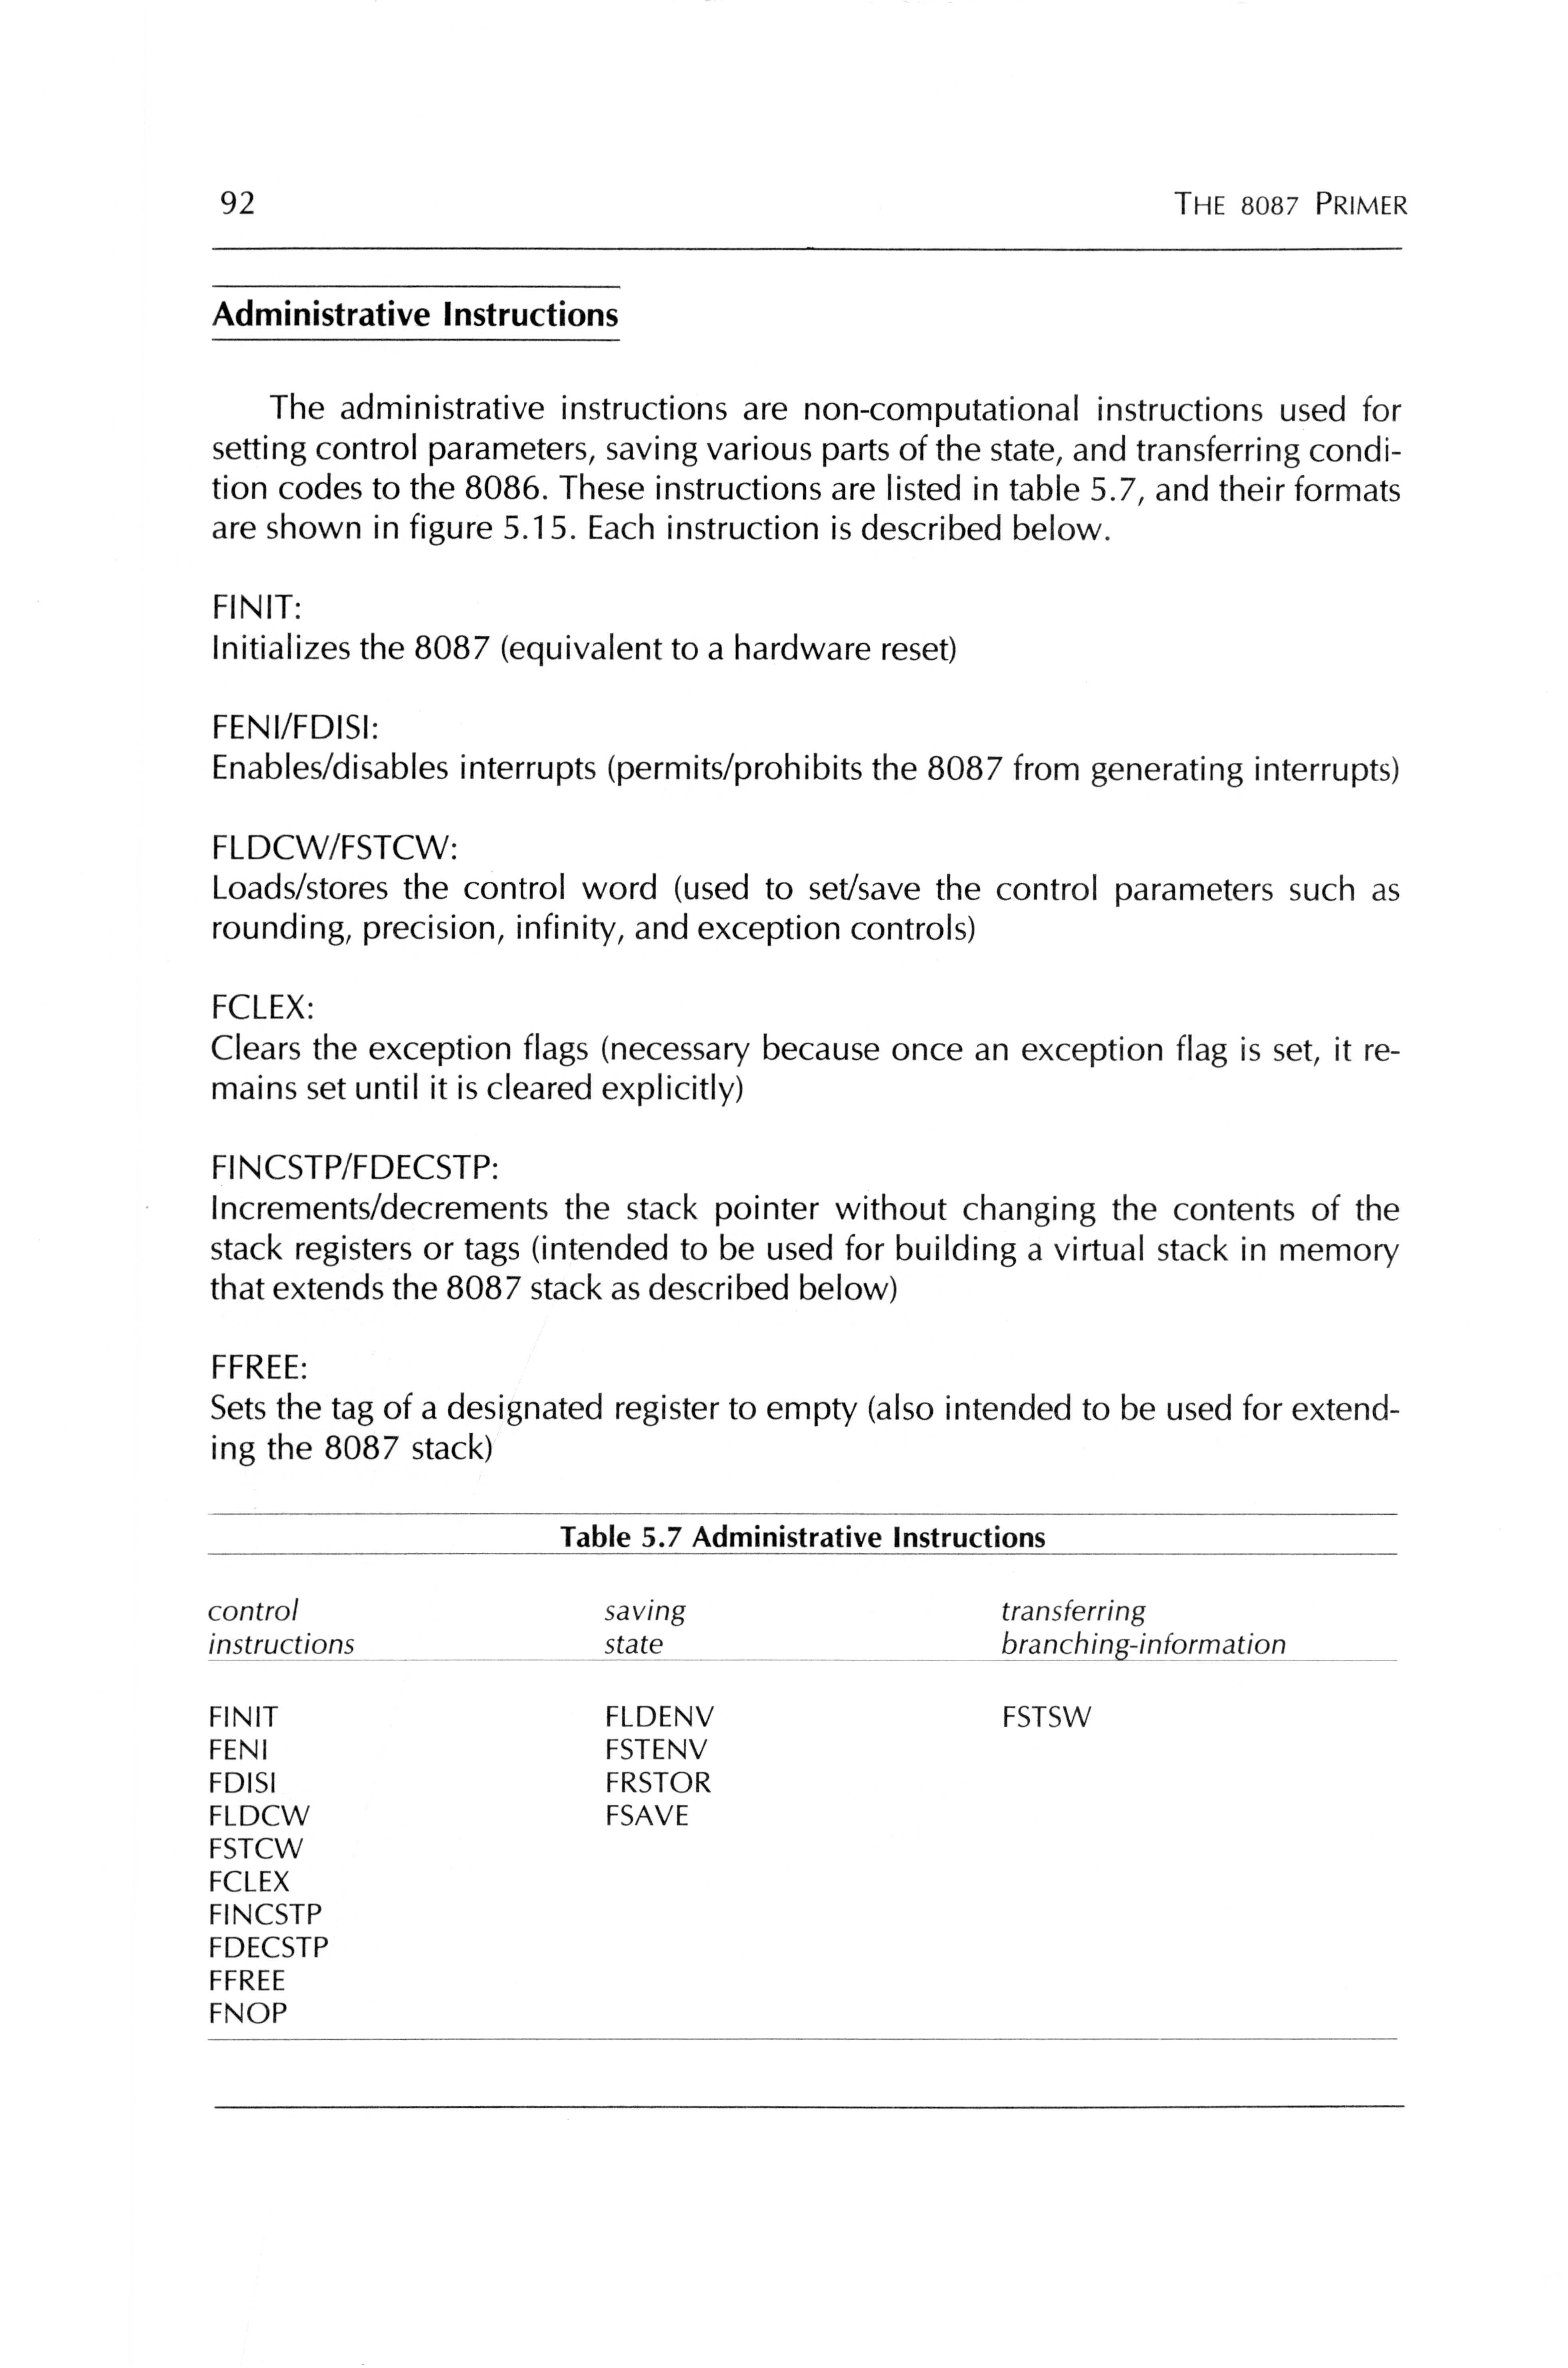 92 THE 8087 PRIMER
Administrative Instructions
The administrative instructions are non-computational instructions used for
setting control parameters, saving various parts of the state, and transferring condi-
tion codes to the 8086. These instructions are listed in table 5.7, and their formats
are shown in figure 5.15. Each instruction is described below.
FINIT:
Initializes the 8087 (equivalent to a hardware reset)
FENI/FDISI:
Enables/disables interrupts (permits/prohibits the 8087 from generating interrupts)
FLDCW/FSTCW:
Loads/stores the control word (used to set/save the control parameters such as
rounding, precision, infinity, and exception controls)
FCLEX:
Clears the exception flags (necessary because once an exception flag is set, it re-
mains set until it is cleared explicitly)
FINCSTP/FDECSTP:
Increments/decrements the stack pointer without changing the contents of the
stack registers or tags (intended to be used for building a virtual stack in memory
that extends the 8087 stack as described below)
FFREE:
Sets the tag of a designated register to empty (also intended to be used for extend-
ing the 8087 stack)
Table 5.7 Administrative Instructions
control saving transferring
instructions state branching-information
FINIT FLDENV FSTSW
FENI FSTENV
FDISI FRSTOR
FLDCW FSAVE
FSTCW
FCLEX
FINCSTP
FDECSTP
FFREE
FNOP